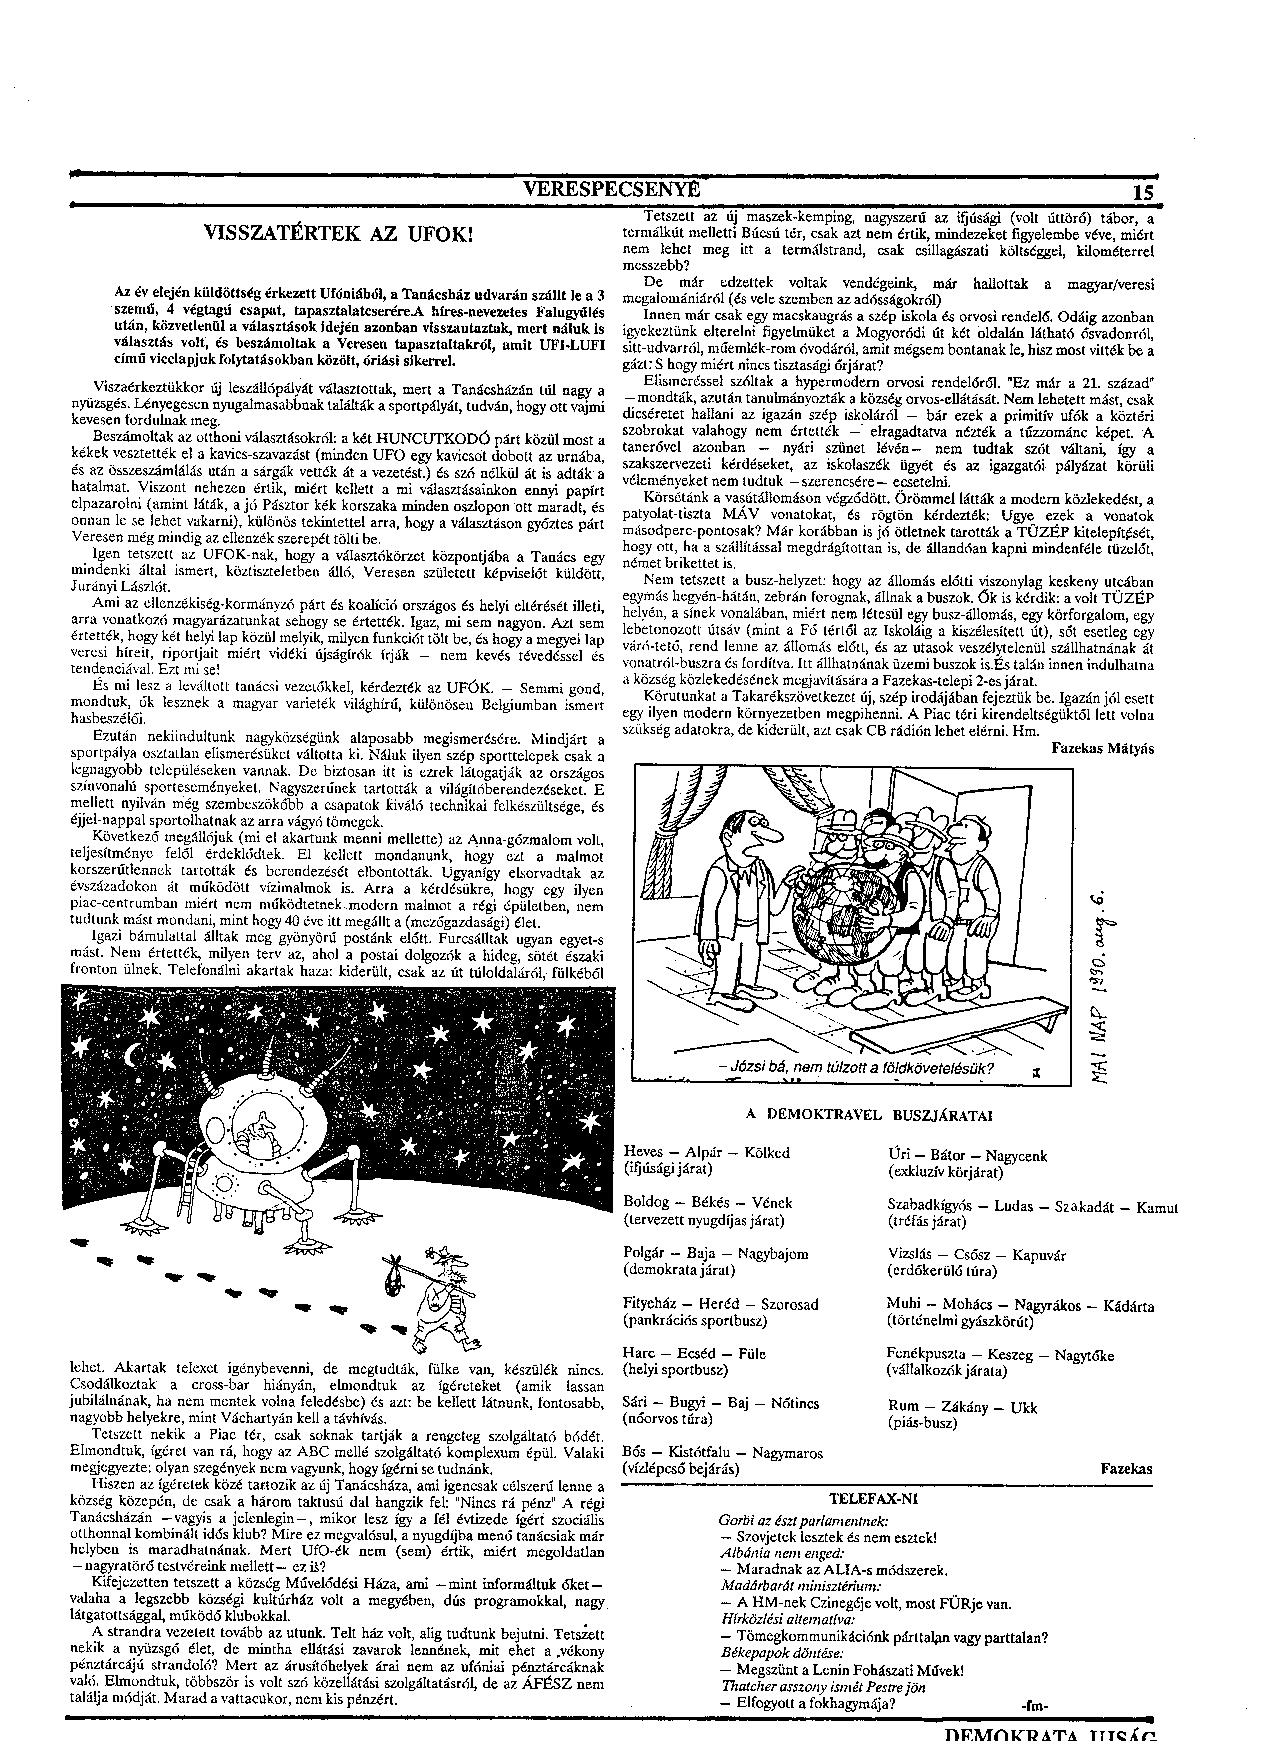 VERESPECSENYE
15
VISSZATÉRTEK AZ UFOK!
Az év elején küldöttség érkezett Ufóniából, a Tanácsház udvarán szállt le a 3
szemű, 4 végtagú csapat, tapasztalatcserére.A híres-nevezetes Falugyűlés
után, közvetlenül a választások idején azonban visszautaztak, mert náluk is
választás volt, és beszámoltak a Veresen tapasztaltakról, amit UFI-LUFI
című vicclapjuk folytatásokban közölt, óriási sikerrel.
Viszaérkeztükkor új leszállópályát választottak, mert a Tanácsházán túl nagy a
nyüzsgés. Lényegesen nyugalmasabbnak találták a sportpályát, tudván, hogy ott vajmi
kevesen fordulnak meg.
Beszámoltak az otthoni választásokról: a két HUNCUTKODÓ párt közül most a
kékek vesztették el a kavics-szavazást (minden UFO egy kavicsot dobott az urnába,
és az összeszámlálás után a sárgák vették át a vezetést.) és szó nélkül át is adták a
hatalmat. Viszont nehezen értik, miért kellett a mi választásainkon ennyi papírt
elpazarolni (amint láták, a jó Pásztor kék korszaka minden oszlopon ott maradt, és
onnan le se lehet vakarni), különös tekintettel arra, hogy a választáson győztes párt
Veresen még mindig az ellenzék szerepét tölti be.
Igen tetszett az UFOK-nak, hogy a választókörzet központjába a Tanács egy
mindenki által ismert, köztiszteletben álló, Veresen született képviselőt küldött,
Jurányi Lászlót.
Ami az ellenzékiség-kormányzó párt és koalíció országos és helyi eltérését illeti,
arra vonatkozó magyarázatunkat sehogy se értették. Igaz, mi sem nagyon. Azt sem
értették, hogy két helyi lap közül melyik, milyen funkciót tölt be, és hogy a megyei lap
veresi híreit, riportjait miért vidéki újságírók írják — nem kevés tévedéssel és
tendenciával. Ezt mi se!
És mi lesz a leváltott tanácsi vezetőkkel, kérdezték az UFÓK. — Semmi gond,
mondtuk, ők lesznek a magyar varieték világhírű, különösen Belgiumban ismert
hasbeszélői.
Ezután nekiindultunk nagyközségünk alaposabb megismerésére. Mindjárt a
sportpálya osztatlan elismerésüket váltotta ki. Náluk ilyen szép sporttelepek csak a
legnagyobb településeken vannak. De biztosan itt is ezrek látogatják az országos
színvonalú sporteseményeket. Nagyszerűnek tartották a világítóberendezéseket. E
mellett nyilván még szembeszökőbb a csapatok kiváló technikai felkészültsége, és
éjjel-nappal sportolhatnak az arra vágyó tömegek.
Következő megállójuk (mi el akartunk menni mellette) az Anna-gőzmalom volt,
teljesítménye felől érdeklődtek. El kellett mondanunk, hogy ezt a malmot
korszerűtlennek tartották és berendezését elbontották. Ugyanígy elsorvadtak az
évszázadokon át működött vízimalmok is. Arra a kérdésükre, hogy egy ilyen
piac-centrumban miért nem működtetnek modern malmot a régi épületben, nem
tudtunk mást mondani, mint hogy 40 éve itt megállt a (mezőgazdasági) élet.
Igazi bámulattal álltak meg gyönyörű postánk előtt. Furcsálltak ugyan egyet-s
mást. Nem értették, milyen terv az, ahol a postai dolgozók a hideg, sötét északi
fronton ülnek. Telefonálni akartak haza: kiderült, csak az út túloldaláról, fülkéből
lehet. Akartak telexet igénybevenni, de megtudták, fülke van, készülék nincs.
Csodálkoztak a cross-bar hiányán, elmondtuk az ígéreteket (amik lassan
jubilálnának, ha nem mentek volna feledésbe) és azt: be kellett látnunk, fontosabb,
nagyobb helyekre, mint Váchartyán kell a távhívás.
Tetszett nekik a Piac tér, csak soknak tartják a rengeteg szolgáltató bódét.
Elmondtuk, ígéret van rá, hogy az ABC mellé szolgáltató komplexum épül. Valaki
megjegyezte: olyan szegények nem vagyunk, hogy ígérni se tudnánk.
Hiszen az ígéretek közé tartozik az új Tanácsháza, ami igencsak célszerű lenne a
község közepén, de csak a három taktusú dal hangzik fel: "Nincs rá pénz" A régi
Tanácsházán —vagyis a jelenlegin—, mikor lesz így a fél évtizede ígért szociális
otthonnal kombinált idős klub? Mire ez megvalósul, a nyugdíjba menő tanácsiak már
helyben is maradhatnának. Mert UfO-ék nem (sem) értik, miért megoldatlan
—nagyratörő testvéreink mellett— ez is?
Kifejezetten tetszett a község Művelődési Háza, ami —mint informáltuk őket—
valaha a legszebb községi kultúrház volt a megyében, dús programokkal, nagy
látgatottsággal, működő klubokkal.
A strandra vezetett tovább az utunk. Telt ház volt, alig tudtunk bejutni. Tetszett
nekik a nyüzsgő élet, de mintha ellátási zavarok lennének, mit ehet a vékony
pénztárcájú strandoló? Mert az árusítóhelyek árai nem az ufóniai pénztárcáknak
való. Elmondtuk, többször is volt szó közellátási szolgáltatásról, de az ÁFÉSZ nem
találja módját. Marad a vattacukor, nem kis pénzért.
Tetszett az új maszek-kemping, nagyszerű az ifjúsági (volt úttörő) tábor, a
termálkút melletti Búcsú tér, csak azt nem értik, mindezeket figyelembe véve, miért
nem lehet meg itt a termálstrand, csak csillagászati költséggel, kilométerrel
messzebb?
De már edzettek voltak vendégeink, már hallottak a magyar/veresi
megalomániáról (és vele szemben az adósságokról)
Innen már csak egy macskaugrás a szép iskola és orvosi rendelő. Odáig azonban
igyekeztünk elterelni figyelmüket a Mogyoródi út két oldalán látható ősvadonról,
sitt-udvarról, műemlék-rom óvodáról, amit mégsem bontanak le, hisz most vitték be a
gázt: S hogy miért nincs tisztasági őrjárat?
Elismeréssel szóltak a hypermodern orvosi rendelőről. "Ez már a 21. század"
—mondták, azután tanulmányozták a község orvos-ellátását. Nem lehetett mást, csak
dicséretet hallani az igazán szép iskoláról — bár ezek a primitív ufók a köztéri
szobrokat valahogy nem értették — elragadtatva nézték a tűzzománc képet. A
tanerővel azonban — nyári szünet lévén— nem tudtak szót váltani, így a
szakszervezeti kérdéseket, az iskolaszék ügyét és az igazgatói pályázat körüli
véleményeket nem tudtuk —szerencsére— ecsetelni.
Körsétánk a vasútállomáson végződött. Örömmel látták a modern közlekedést, a
patyolat-tiszta MÁV vonatokat, és rögtön kérdezték: Ugye ezek a vonatok
másodperc-pontosak? Már korábban is jó ötletnek tarották a TÜZÉP kitelepítését,
hogy ott, ha a szállítással megdrágítottan is, de állandóan kapni mindenféle tüzelőt,
német brikettet is.
Nem tetszett a busz-helyzet: hogy az állomás előtti viszonylag keskeny utcában
egymás hegyén-hátán, zebrán forognak, állnak a buszok. Ők is kérdik: a volt TÜZÉP
helyén, a sínek vonalában, miért nem létesül egy busz-állomás, egy körforgalom, egy
lebetonozott útsáv (mint a Fó tértől az Iskoláig a kiszélesített út), sőt esetleg egy
váró-tető, rend lenne az állomás előtt, és az utasok veszélytelenül szállhatnának át
vonatról-buszra és fordítva. Itt állhatnának üzemi buszok is.És talán innen indulhatna
a község közlekedésének megjavítására a Fazekas-telepi 2-es járat.
Körutunkat a Takarékszövetkezet új, szép irodájában fejeztük be. Igazán jól esett
egy ilyen modern környezetben megpihenni. A Piac téri kirendeltségüktől lett volna
szükség adatokra, de kiderült, azt csak CB rádión lehet elérni. Hm.
Fazekas Mátyás
– Józsi bá, nem túlzott a földkövetelésük?
MAI NAP 1990. aug. 6.
A DEMOKTRAVEL BUSZJÁRATAI
Heves — Alpár — Kölked
(ifjúsági járat)
Boldog — Békés — Vének
(tervezett nyugdíjas járat)
Polgár — Baja — Nagybajom
(demokrata járat)
Fityeház — Heréd — Szorosad
(pankrációs sportbusz)
Harc — Ecséd — Füle
(helyi sportbusz)
Sári — Bugyi — Baj — Nőtincs
(nőorvos túra)
Bős — Kistótfalu — Nagymaros
(vízlépcső bejárás)
Úri — Bátor — Nagycenk
(exkluzív körjárat)
Szabadkígyós — Ludas — Szakadát — Kamut
(tréfás járat)
Vizslás — Csősz — Kapuvár
(erdőkerülő túra)
Muhi — Mohács — Nagyrákos — Kádárta
(történelmi gyászkörút)
Fenékpuszta — Keszeg — Nagytőke
(vállalkozók járata)
Rum — Zákány — Ukk
(piás-busz)
Fazekas
TELEFAX-NI
Gorbi az észt parlamentnek:
— Szovjetek lesztek és nem esztek!
Albánia nem enged:
— Maradnak az ALIA-s módszerek.
Madárbarát minisztérium:
— A HM-nek Czinegéje volt, most FÜRje van.
Hírközlési alternatíva:
— Tömegkommunikációnk párttalan vagy parttalan?
Békepapok döntése:
— Megszünt a Lenin Fohászati Művek!
Thatcher asszony ismét Pestre jön
— Elfogyott a fokhagymája?
-fm-
DEMOKRATA UJSÁG